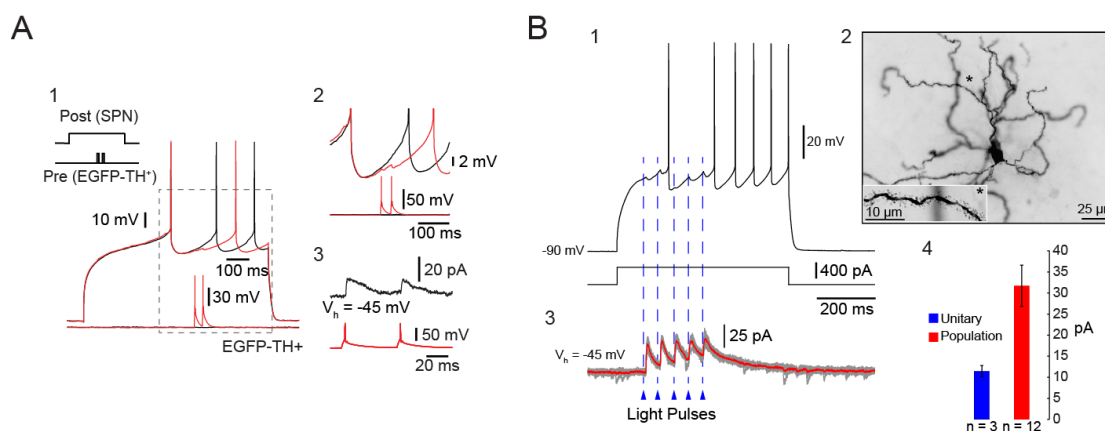 A
1
Post (SPN)
Pre (EGFP-TH⁺)
10 mV
100 ms
30 mV
EGFP-TH+
2
2 mV
50 mV
100 ms
3
20 pA
Vₕ = -45 mV
50 mV
20 ms
B
1
20 mV
-90 mV
400 pA
200 ms
2
*
*
10 µm
25 µm
3
Vₕ = -45 mV
25 pA
Light Pulses
4
Unitary
Population
40
35
30
25
20
15
10
5
0
pA
n = 3
n = 12